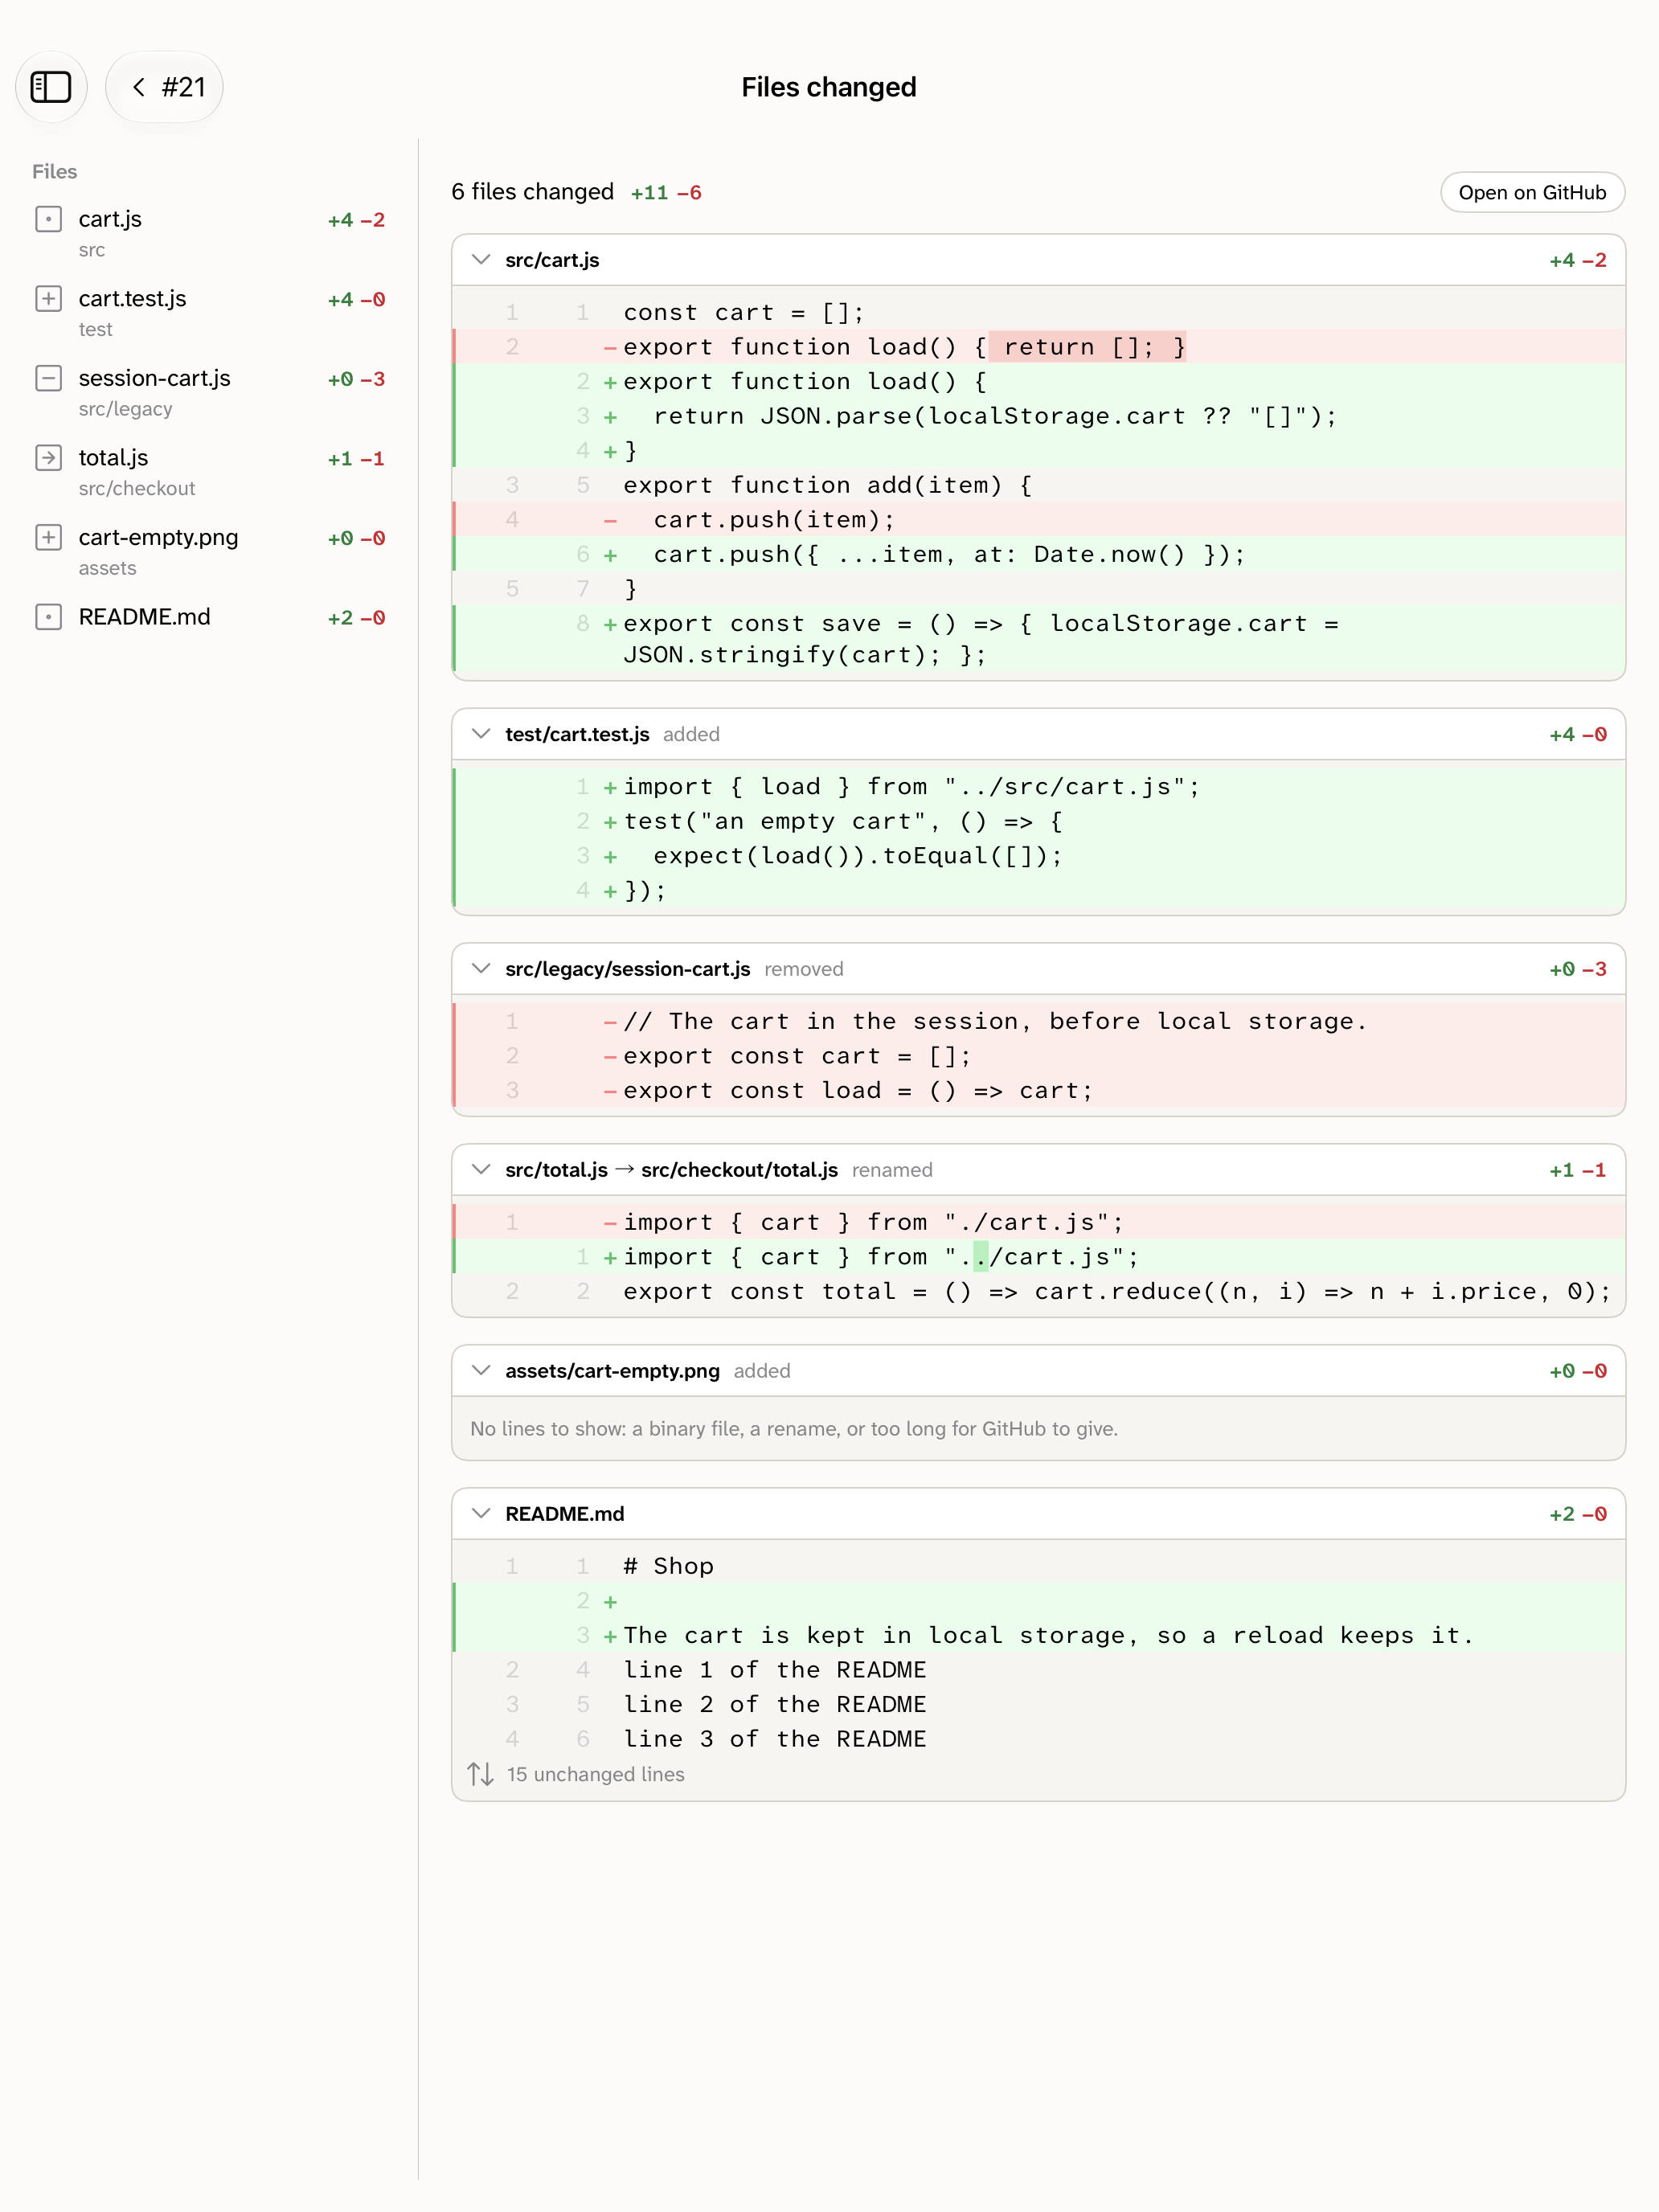 #21
Files changed
Files
cart.js +4 −2
src
cart.test.js +4 −0
test
session-cart.js +0 −3
src/legacy
total.js +1 −1
src/checkout
cart-empty.png +0 −0
assets
README.md +2 −0
6 files changed +11 −6
Open on GitHub
src/cart.js +4 −2
1 1 const cart = [];
2 −export function load() { return []; }
2 +export function load() {
3 +  return JSON.parse(localStorage.cart ?? "[]");
4 +}
3 5 export function add(item) {
4 −  cart.push(item);
6 +  cart.push({ ...item, at: Date.now() });
5 7 }
8 +export const save = () => { localStorage.cart =
JSON.stringify(cart); };
test/cart.test.js added +4 −0
1 +import { load } from "../src/cart.js";
2 +test("an empty cart", () => {
3 +  expect(load()).toEqual([]);
4 +});
src/legacy/session-cart.js removed +0 −3
1 −// The cart in the session, before local storage.
2 −export const cart = [];
3 −export const load = () => cart;
src/total.js → src/checkout/total.js renamed +1 −1
1 −import { cart } from "./cart.js";
1 +import { cart } from "../cart.js";
2 2 export const total = () => cart.reduce((n, i) => n + i.price, 0);
assets/cart-empty.png added +0 −0
No lines to show: a binary file, a rename, or too long for GitHub to give.
README.md +2 −0
1 1 # Shop
2 +
3 +The cart is kept in local storage, so a reload keeps it.
2 4 line 1 of the README
3 5 line 2 of the README
4 6 line 3 of the README
15 unchanged lines